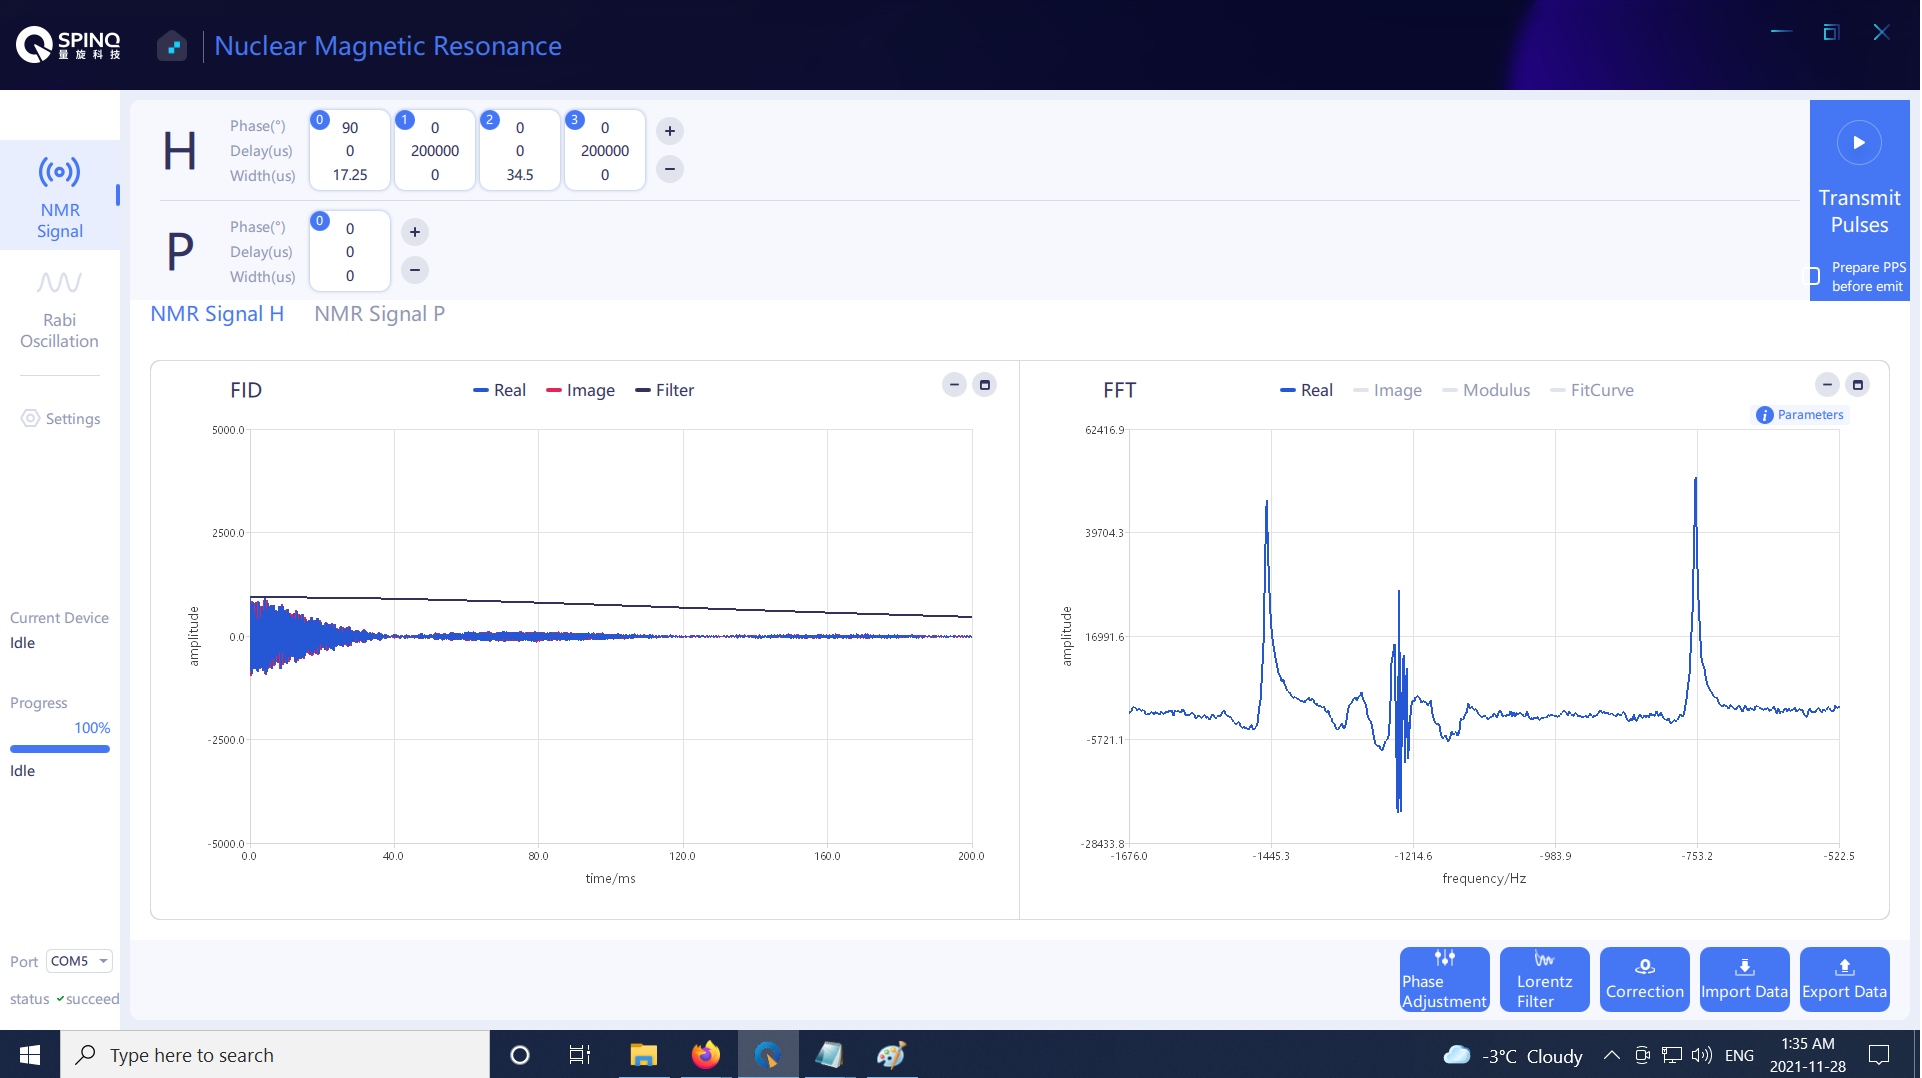 SPINQ
量旋科技
Nuclear Magnetic Resonance
NMR
Signal
Rabi
Oscillation
Settings
Current Device
Idle
Progress
100%
Idle
Port COM5
status succeed
H
Phase(°)
Delay(us)
Width(us)
0
90
0
17.25
1
0
200000
0
2
0
0
34.5
3
0
200000
0
+
−
P
Phase(°)
Delay(us)
Width(us)
0
0
0
0
+
−
Transmit
Pulses
Prepare PPS
before emit
NMR Signal H NMR Signal P
FID
Real Image Filter
5000.0
2500.0
0.0
-2500.0
-5000.0
amplitude
0.0 40.0 80.0 120.0 160.0 200.0
time/ms
FFT
Real Image Modulus FitCurve
i Parameters
62416.9
39704.3
16991.6
-5721.1
-28433.8
amplitude
-1676.0 -1445.3 -1214.6 -983.9 -753.2 -522.5
frequency/Hz
Phase
Adjustment
Lorentz
Filter
Correction
Import Data
Export Data
Type here to search
-3°C Cloudy
ENG
1:35 AM
2021-11-28